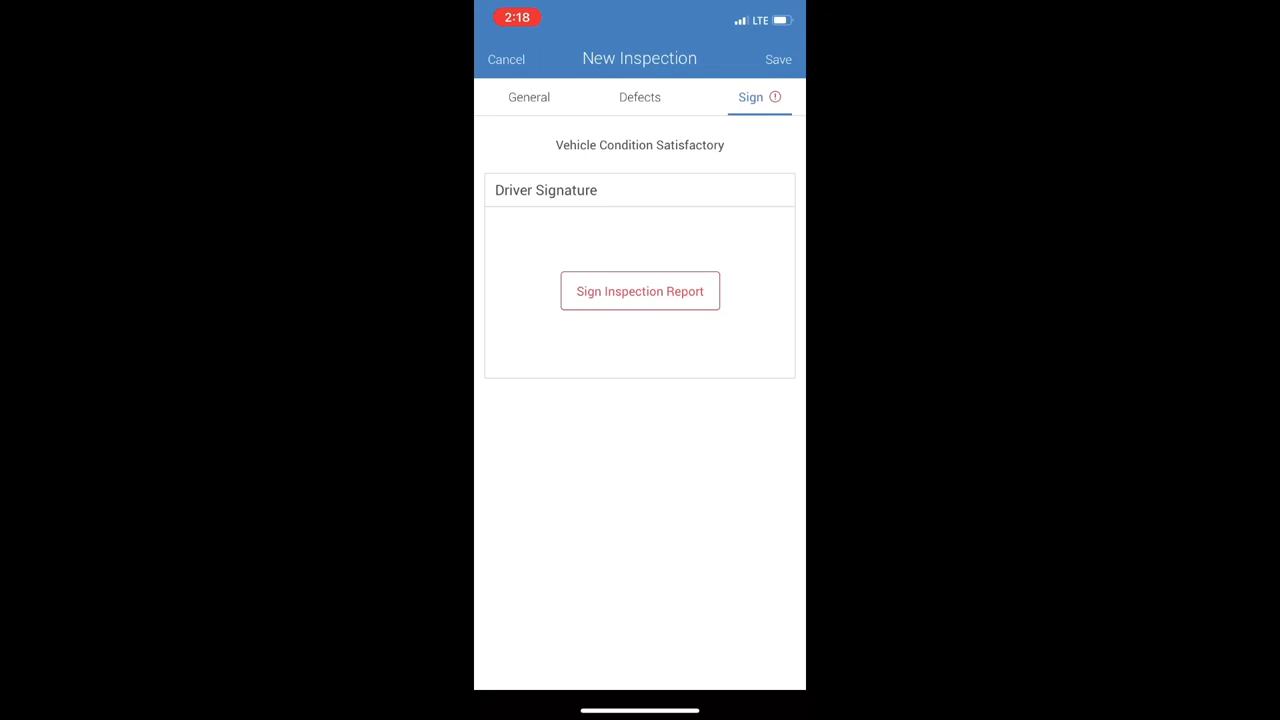 2:18 LTE
Cancel New Inspection Save
General Defects Sign
Vehicle Condition Satisfactory
Driver Signature
Sign Inspection Report